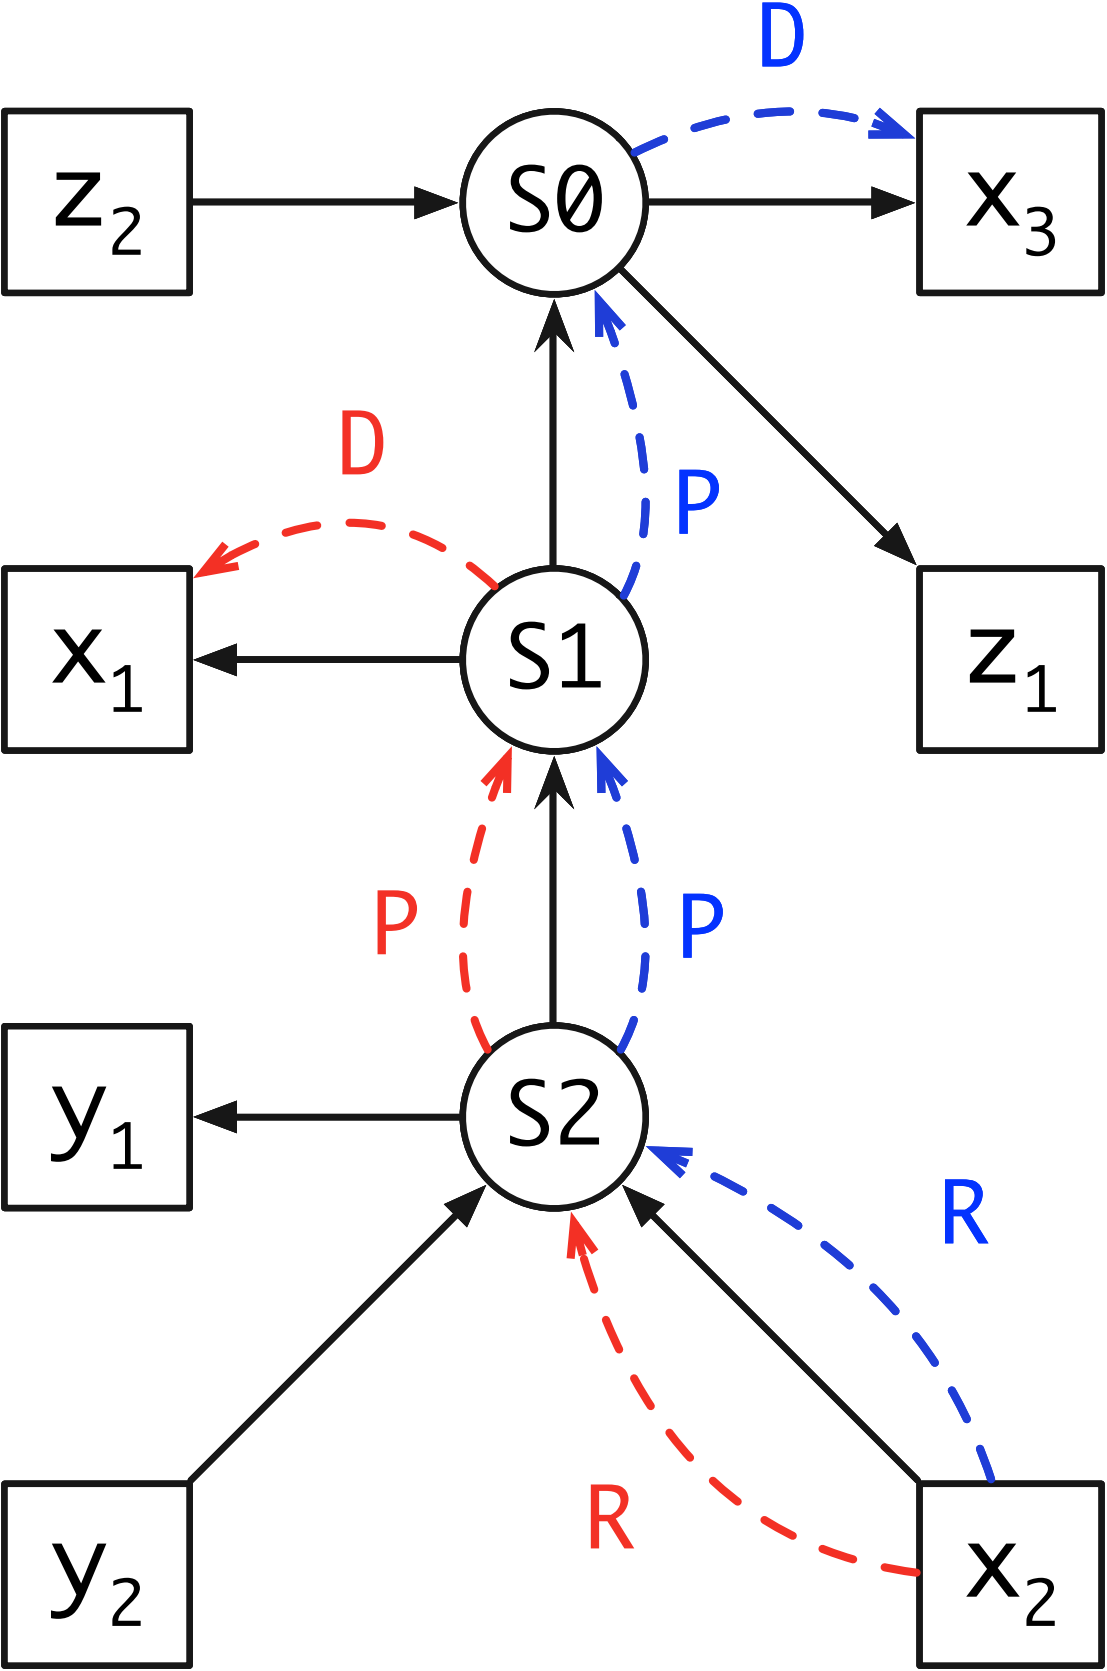 D
z₂ S0 x₃
D
P
x₁ S1 z₁
P P
y₁ S2
R
R
y₂ x₂